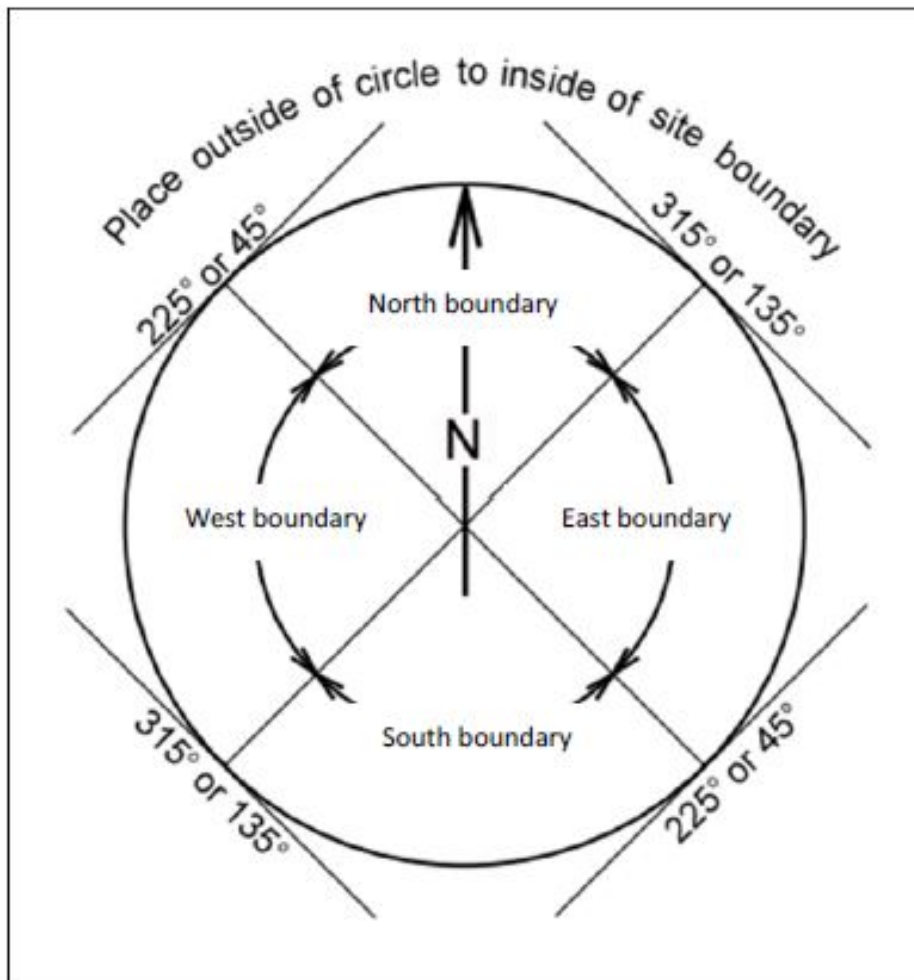 Place outside of circle to inside of site boundary
225° or 45°
315° or 135°
North boundary
N
West boundary
East boundary
South boundary
315° or 135°
225° or 45°